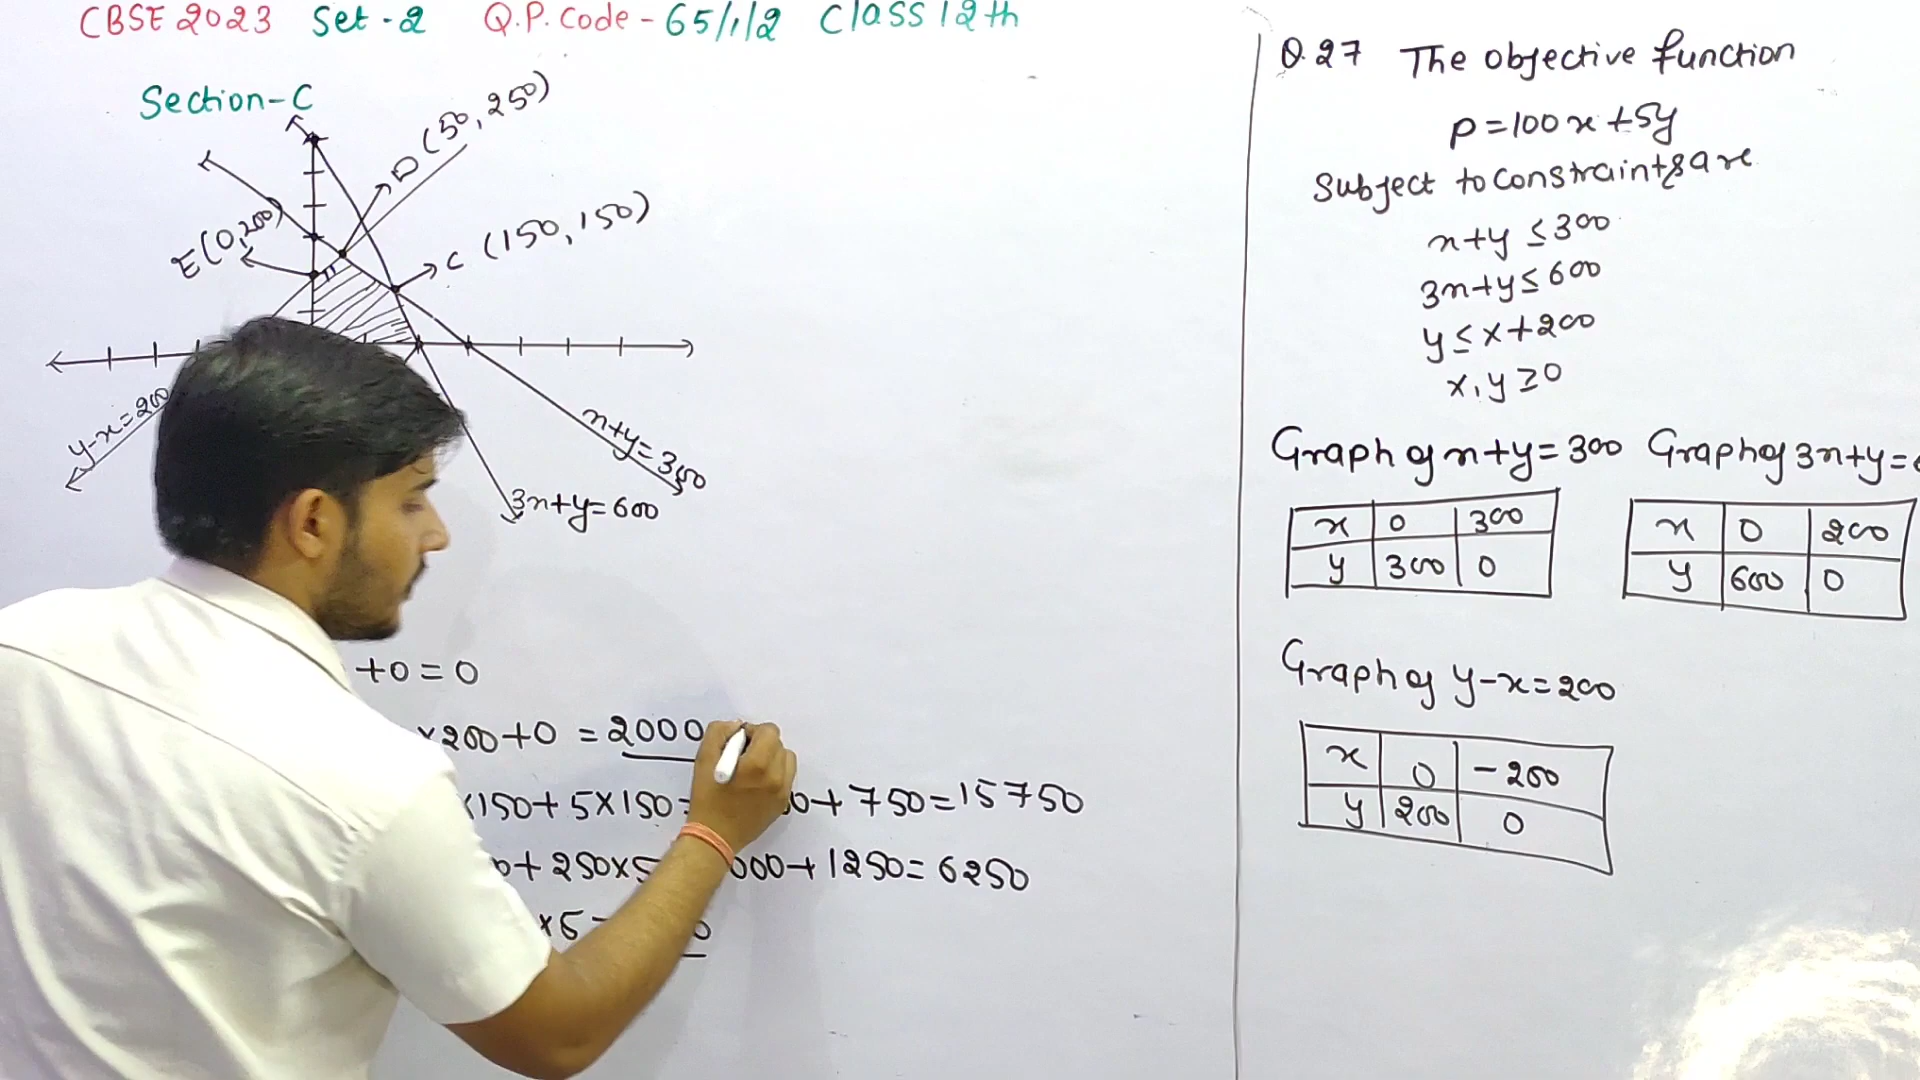 CBSE 2023 Set-2 Q.P. Code - 65/1/2 Class 12th
Section-C
D (50, 250)
E(0,200)
C (150, 150)
y-x=200
x+y=300
3x+y=600
+0=0
×200+0 = 2000
×150+5×150= 0+750=15750
0+250×5 000+1250=6250
×5 = 0
Q.27 The objective function
P=100x+5y
Subject to constraints are
x+y ≤300
3x+y≤600
y≤x+200
x,y≥0
Graph of x+y=300 Graph of 3x+y=
x 0 300
y 300 0
x 0 200
y 600 0
Graph of y-x=200
x 0 -200
y 200 0